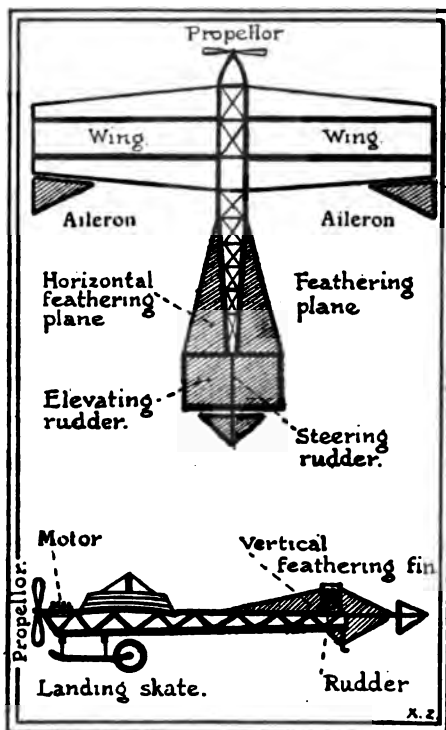 Propellor
Wing. Wing.
Aileron Aileron
Horizontal
feathering
plane
Feathering
plane
Elevating
rudder.
Steering
rudder.
Motor
Vertical
feathering fin
Propellor.
Landing skate.
Rudder
X.Z.